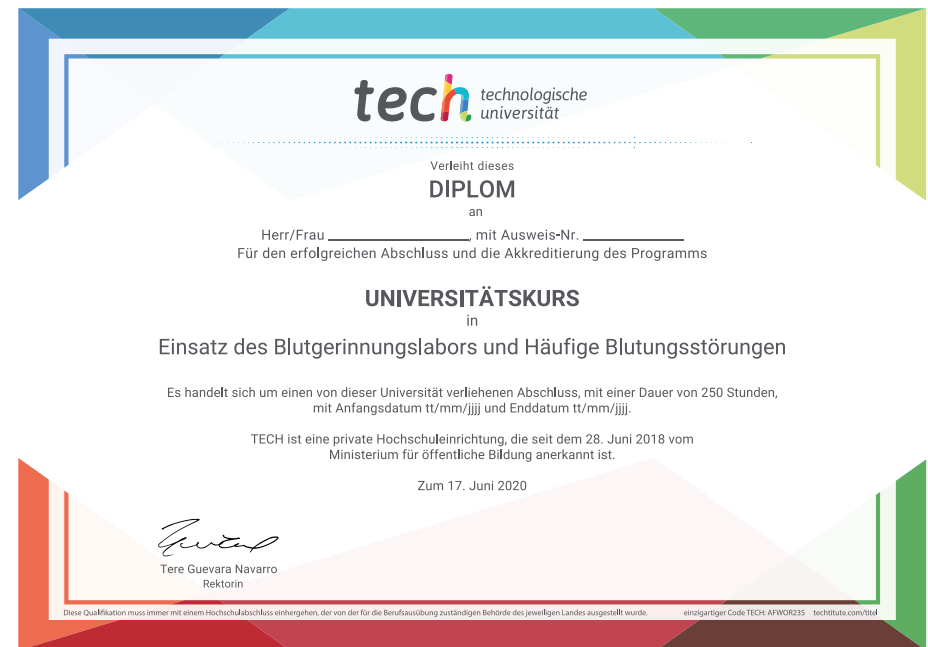 tech technologische
universität
Verleiht dieses
DIPLOM
an
Herr/Frau ____________________, mit Ausweis-Nr. ______________
Für den erfolgreichen Abschluss und die Akkreditierung des Programms
UNIVERSITÄTSKURS
in
Einsatz des Blutgerinnungslabors und Häufige Blutungsstörungen
Es handelt sich um einen von dieser Universität verliehenen Abschluss, mit einer Dauer von 250 Stunden,
mit Anfangsdatum tt/mm/jjjj und Enddatum tt/mm/jjjj.
TECH ist eine private Hochschuleinrichtung, die seit dem 28. Juni 2018 vom
Ministerium für öffentliche Bildung anerkannt ist.
Zum 17. Juni 2020
Tere Guevara Navarro
Rektorin
Diese Qualifikation muss immer mit einem Hochschulabschluss einhergehen, der von der für die Berufsausübung zuständigen Behörde des jeweiligen Landes ausgestellt wurde. einzigartiger Code TECH: AFWOR23S techtitute.com/titel